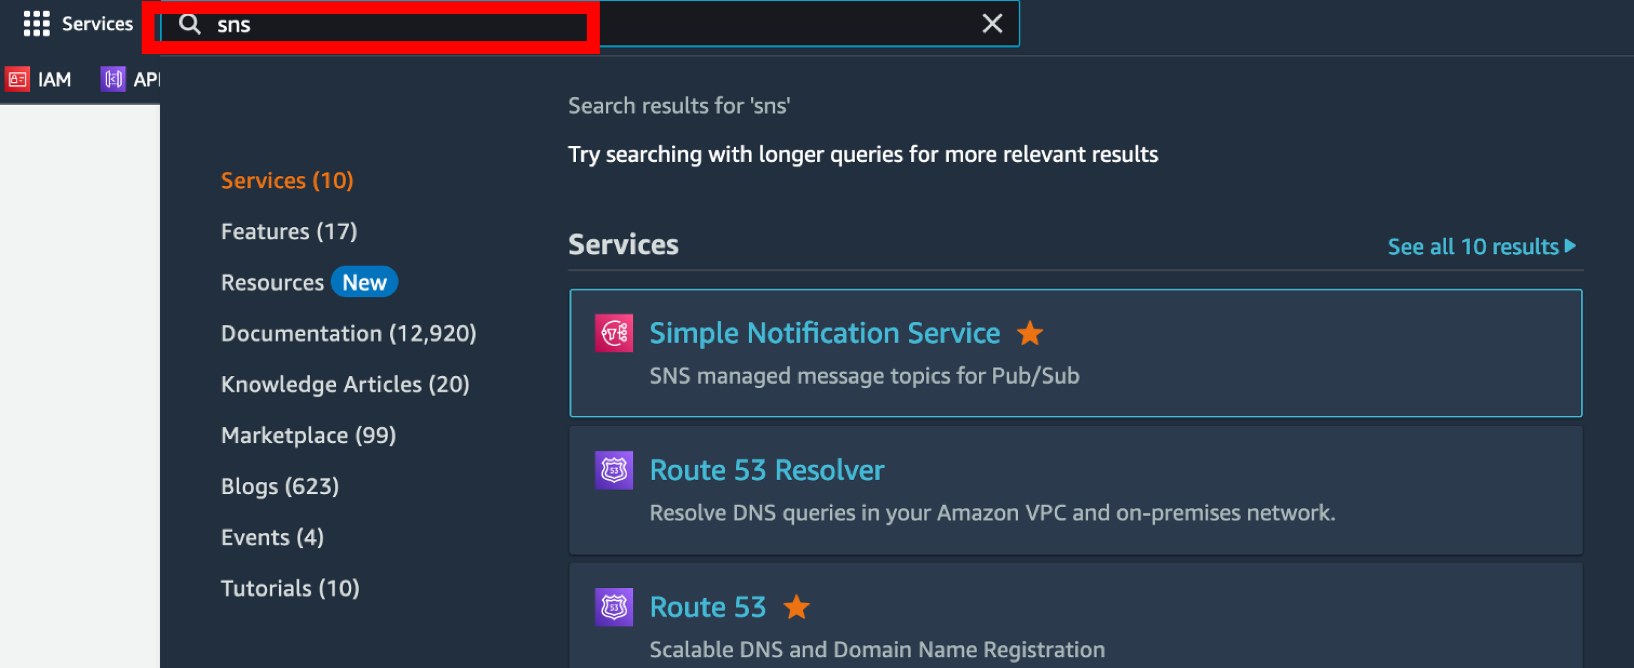 Services
sns
IAM
API
Search results for 'sns'
Try searching with longer queries for more relevant results
Services (10)
Features (17)
Resources New
Documentation (12,920)
Knowledge Articles (20)
Marketplace (99)
Blogs (623)
Events (4)
Tutorials (10)
Services
See all 10 results
Simple Notification Service
SNS managed message topics for Pub/Sub
Route 53 Resolver
Resolve DNS queries in your Amazon VPC and on-premises network.
Route 53
Scalable DNS and Domain Name Registration